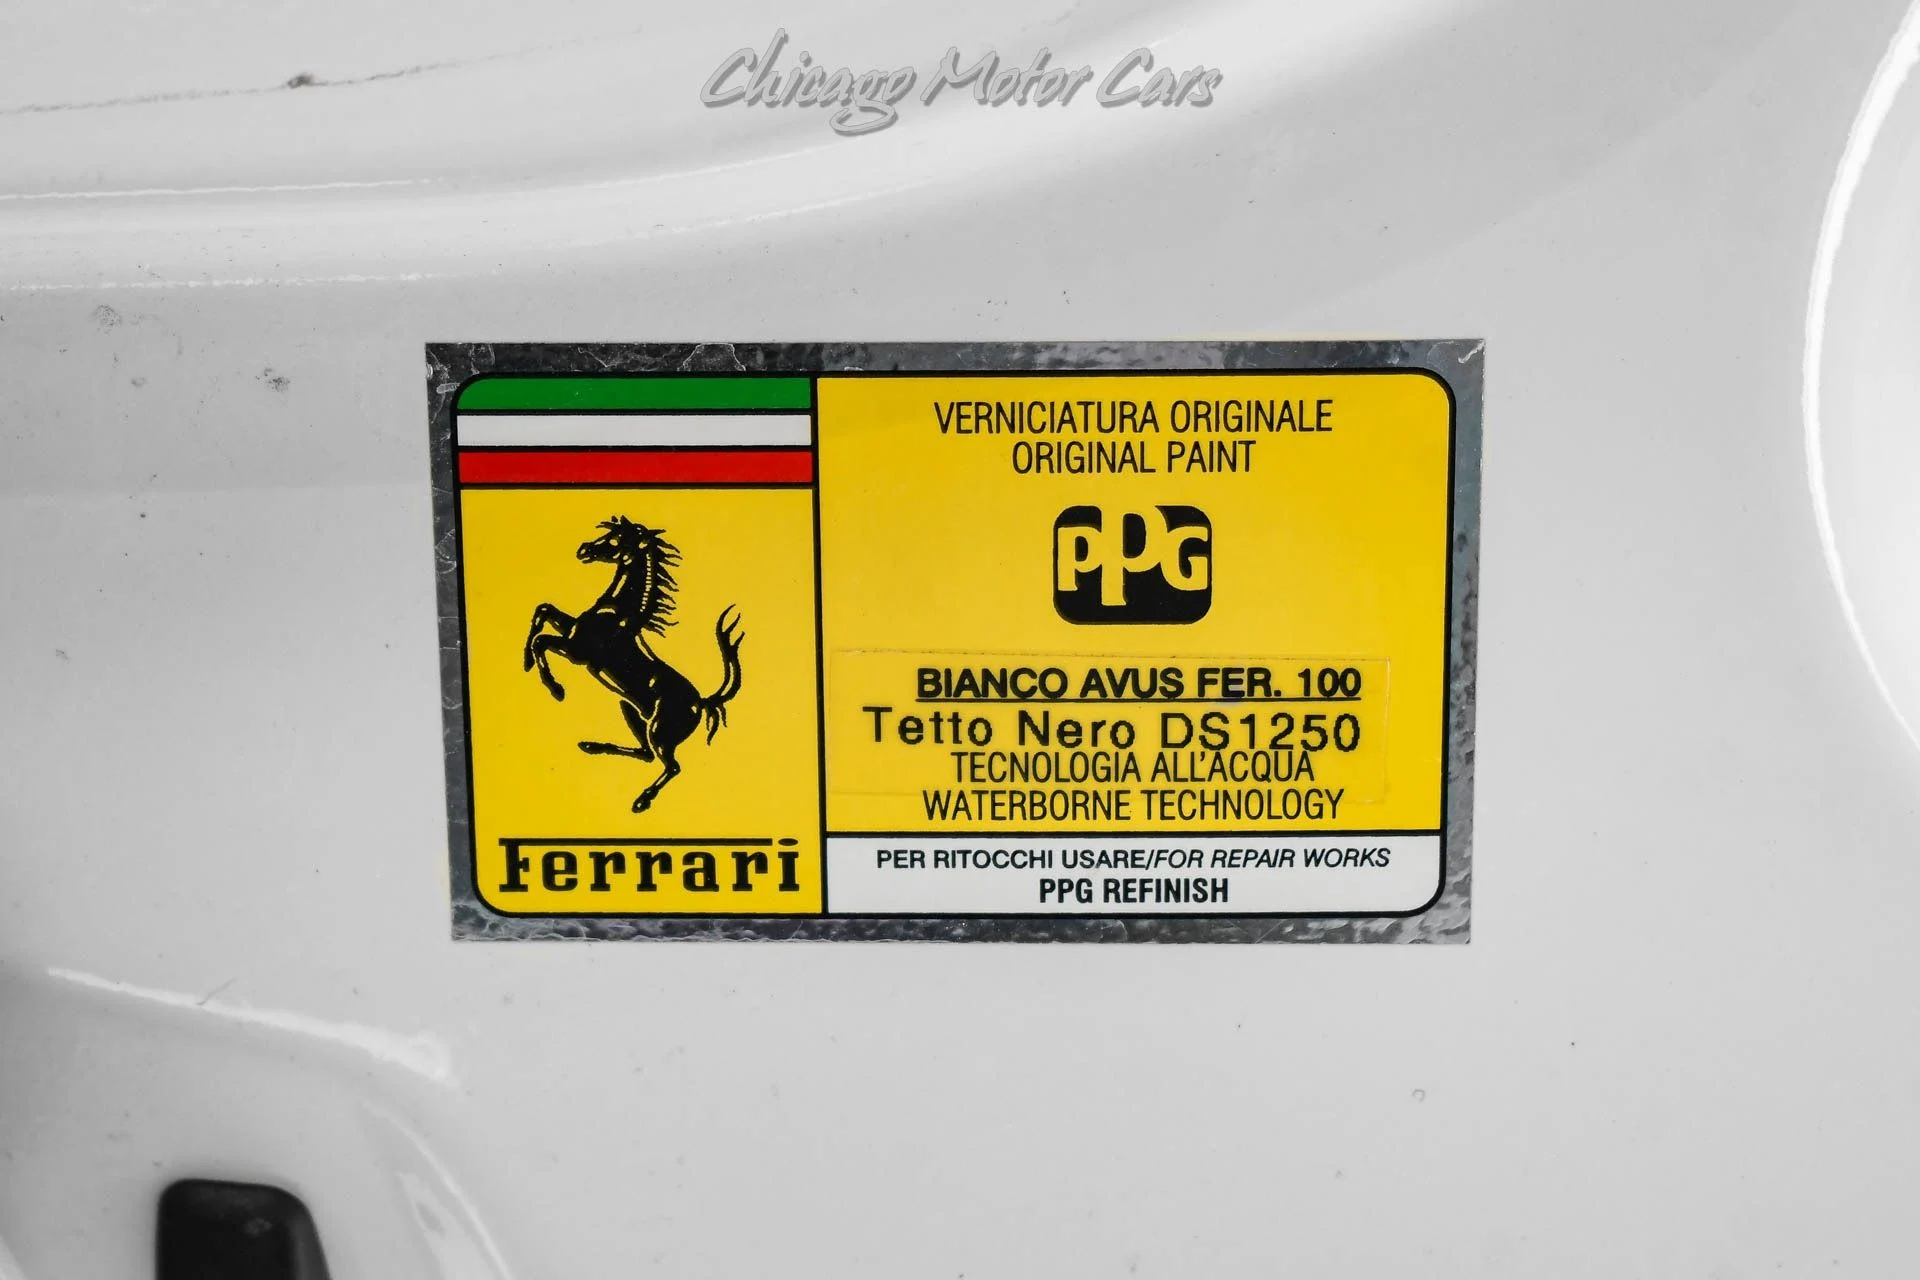 Chicago Motor Cars
VERNICIATURA ORIGINALE
ORIGINAL PAINT
PPG
BIANCO AVUS FER. 100
Tetto Nero DS1250
TECNOLOGIA ALL'ACQUA
WATERBORNE TECHNOLOGY
Ferrari
PER RITOCCHI USARE/FOR REPAIR WORKS
PPG REFINISH